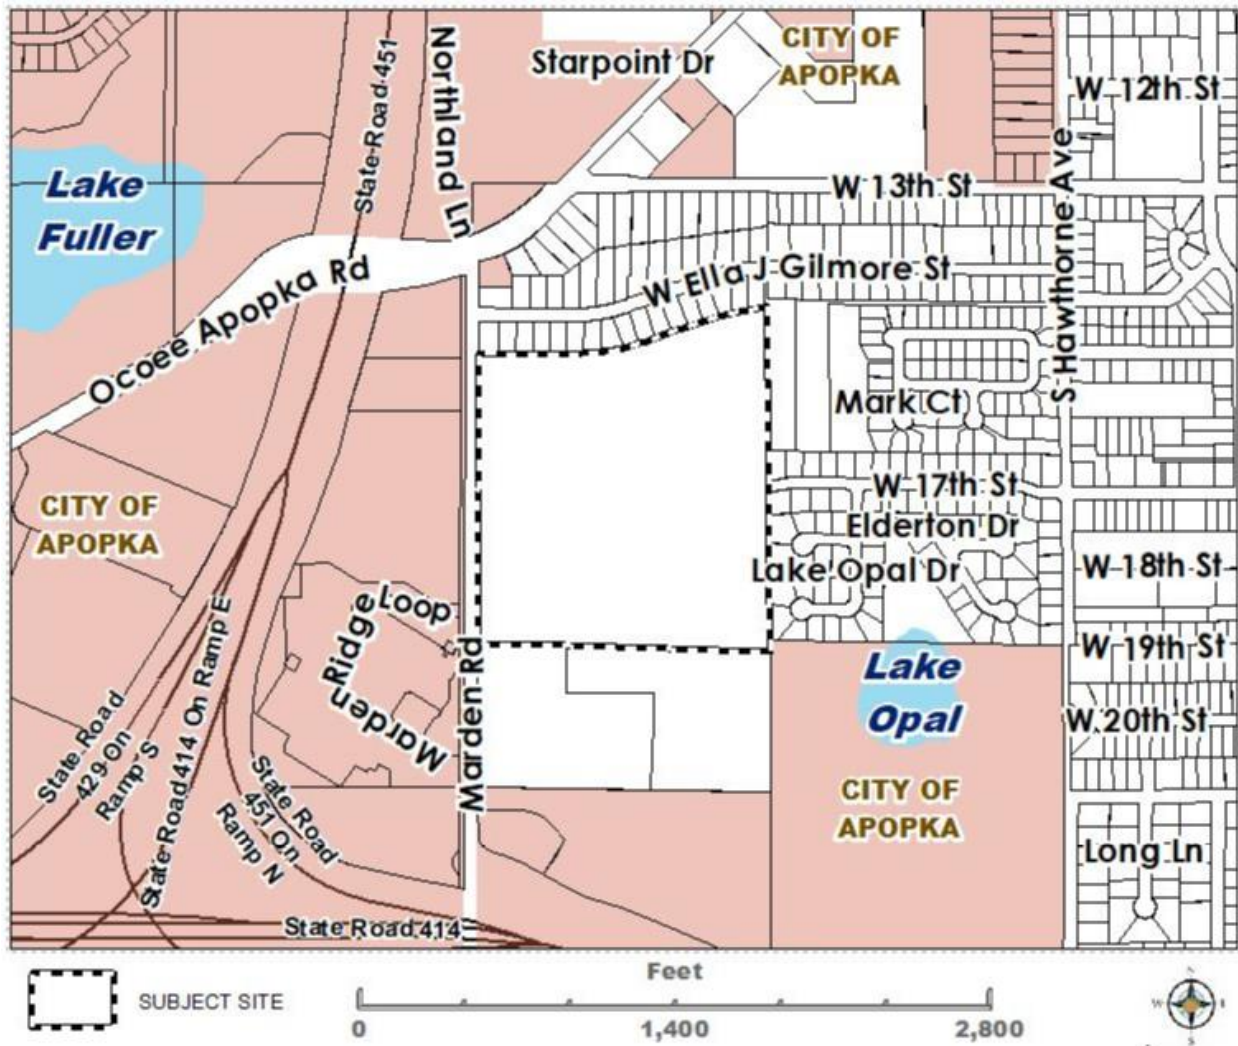 State Road 451
Northland Ln
Starpoint Dr
CITY OF
APOPKA
W 12th St
Lake
Fuller
W 13th St
S Hawthorne Ave
Ocoee Apopka Rd
W Ella J Gilmore St
Mark Ct
CITY OF
APOPKA
W 17th St
Elderton Dr
Lake Opal Dr
W 18th St
Marden Ridge Loop
Marden Rd
W 19th St
Lake
Opal
W 20th St
State Road
429 On
Ramp S
State Road 414 On Ramp E
State Road
451 On
Ramp N
CITY OF
APOPKA
Long Ln
State Road 414
SUBJECT SITE
Feet
0
1,400
2,800
N
W
S